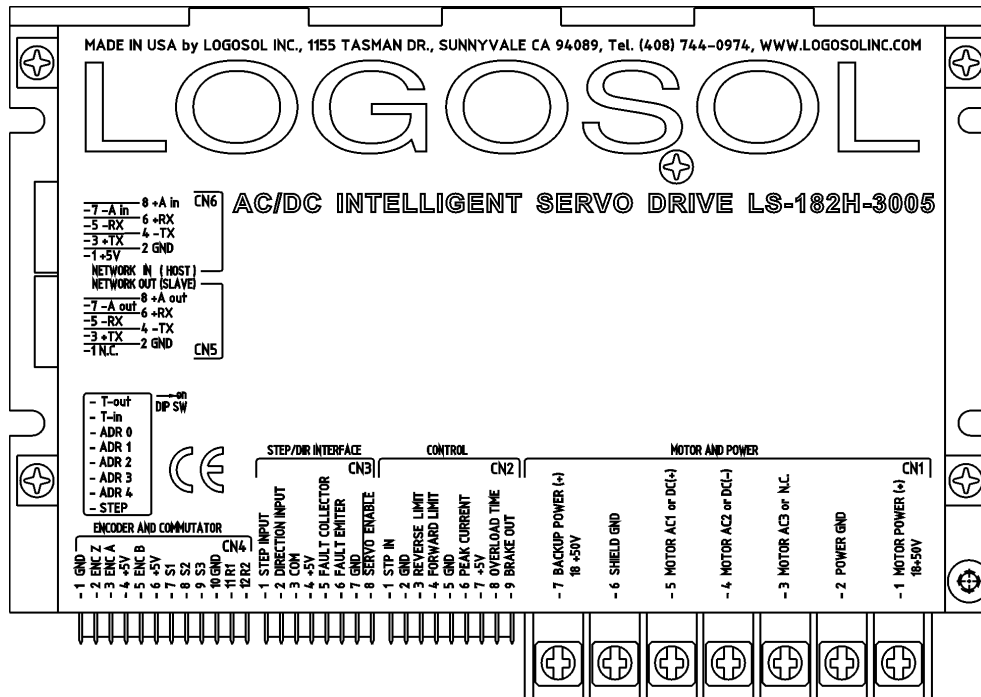 MADE IN USA by LOGOSOL INC., 1155 TASMAN DR., SUNNYVALE CA 94089, Tel. (408) 744-0974, WWW.LOGOSOLINC.COM
LOGOSOL
AC/DC INTELLIGENT SERVO DRIVE LS-182H-3005
CN6
8 +A in
-7 -A in
6 +RX
-5 -RX
4 -TX
-3 +TX
2 GND
-1 +5V
NETWORK IN (HOST)
NETWORK OUT (SLAVE)
8 +A out
-7 -A out
6 +RX
-5 -RX
4 -TX
-3 +TX
2 GND
-1 N.C.
CN5
on
DIP SW
- T-out
- T-in
- ADR 0
- ADR 1
- ADR 2
- ADR 3
- ADR 4
- STEP
CE
ENCODER AND COMMUTATOR
CN4
- 1 GND
- 2 ENC Z
- 3 ENC A
- 4 +5V
- 5 ENC B
- 6 +5V
- 7 S1
- 8 S2
- 9 S3
- 10 GND
- 11 R1
- 12 R2
STEP/DIR INTERFACE
CN3
- 1 STEP INPUT
- 2 DIRECTION INPUT
- 3 COM
- 4 +5V
- 5 FAULT COLLECTOR
- 6 FAULT EMITER
- 7 GND
- 8 SERVO ENABLE
CONTROL
CN2
- 1 STP IN
- 2 GND
- 3 REVERSE LIMIT
- 4 FORWARD LIMIT
- 5 GND
- 6 PEAK CURRENT
- 7 +5V
- 8 OVERLOAD TIME
- 9 BRAKE OUT
MOTOR AND POWER
CN1
- 7 BACKUP POWER (+)
18 ÷50V
- 6 SHIELD GND
- 5 MOTOR AC1 or DC(+)
- 4 MOTOR AC2 or DC(-)
- 3 MOTOR AC3 or N.C.
- 2 POWER GND
- 1 MOTOR POWER (+)
18÷50V